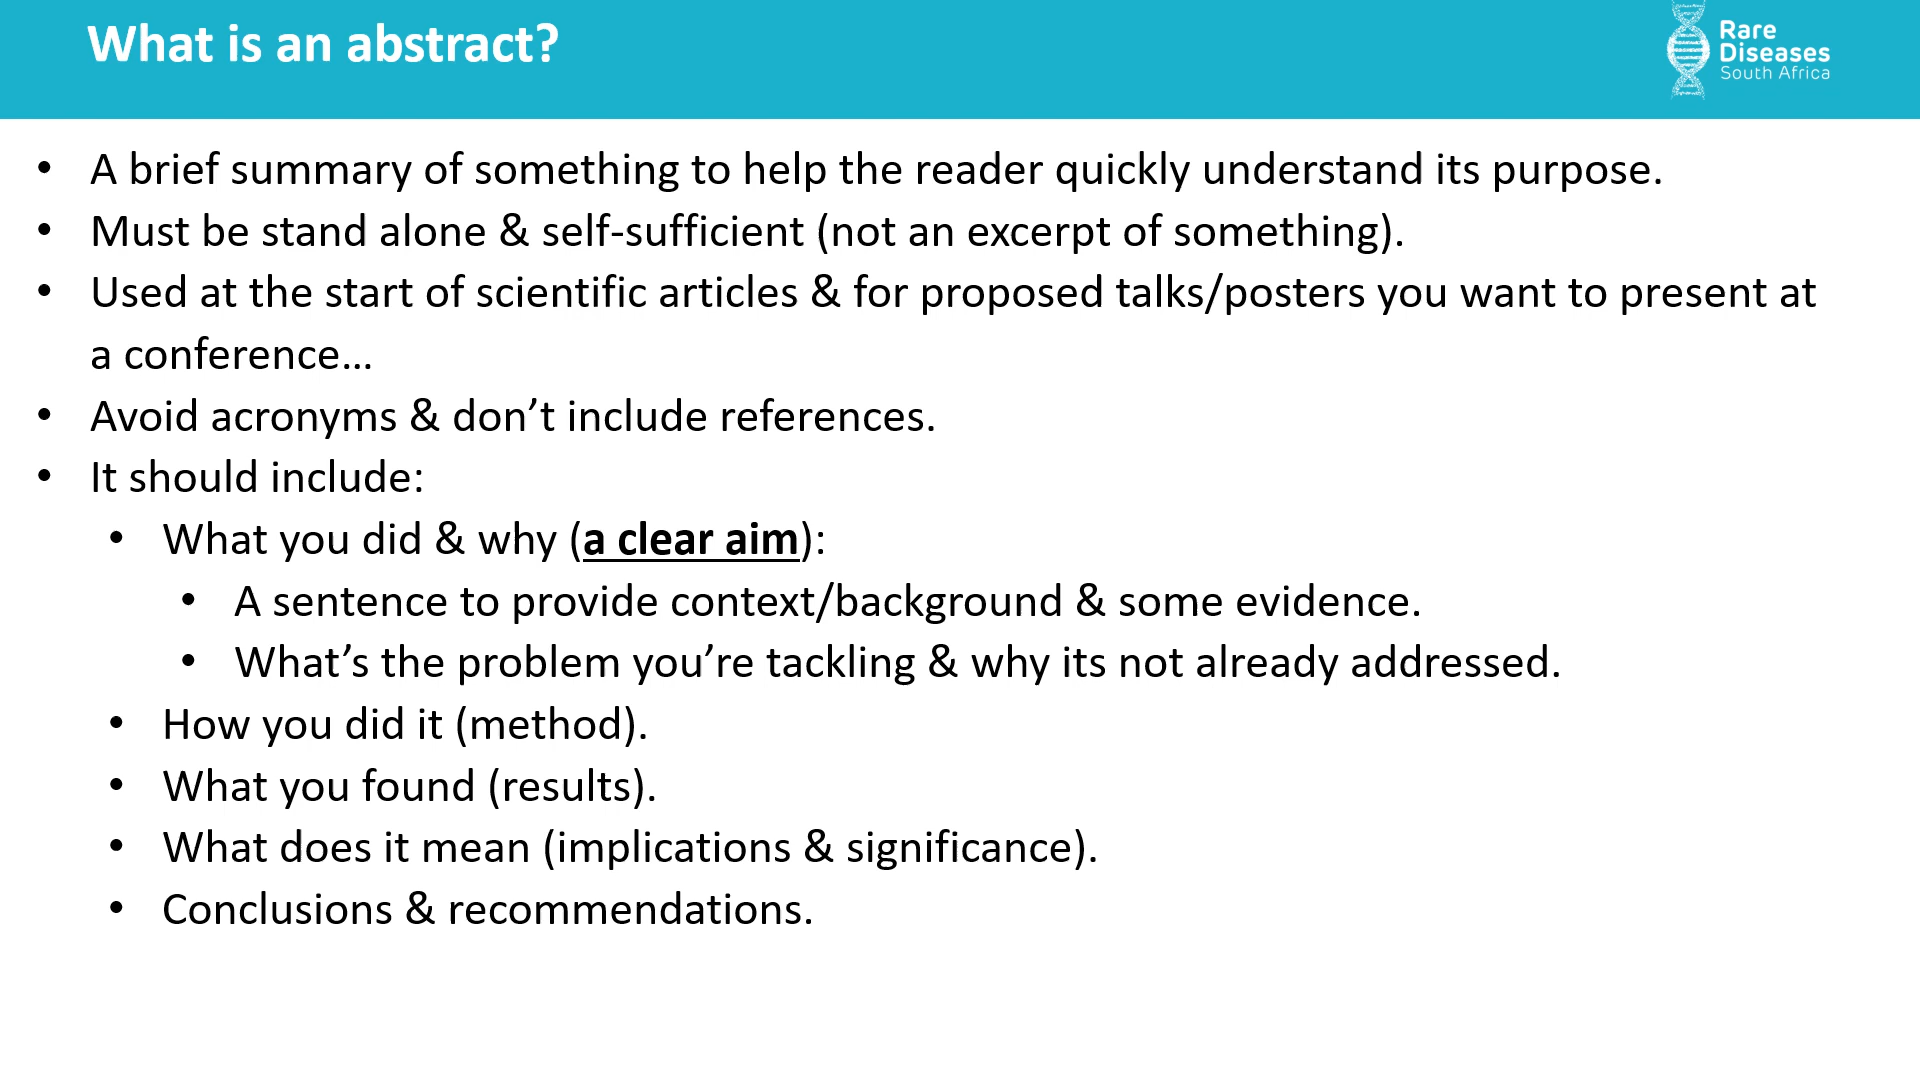 What is an abstract?
Rare
Diseases
South Africa
• A brief summary of something to help the reader quickly understand its purpose.
• Must be stand alone & self-sufficient (not an excerpt of something).
• Used at the start of scientific articles & for proposed talks/posters you want to present at
a conference…
• Avoid acronyms & don’t include references.
• It should include:
• What you did & why (a clear aim):
• A sentence to provide context/background & some evidence.
• What’s the problem you’re tackling & why its not already addressed.
• How you did it (method).
• What you found (results).
• What does it mean (implications & significance).
• Conclusions & recommendations.